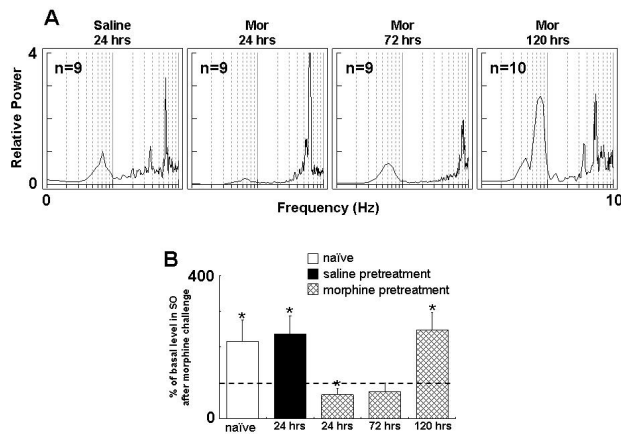 A
Saline
24 hrs
Mor
24 hrs
Mor
72 hrs
Mor
120 hrs
Relative Power
4
0
n=9
n=9
n=9
n=10
0
Frequency (Hz)
10
B
naïve
saline pretreatment
morphine pretreatment
% of basal level in SO
after morphine challenge
400
0
*
*
*
*
naïve
24 hrs
24 hrs
72 hrs
120 hrs